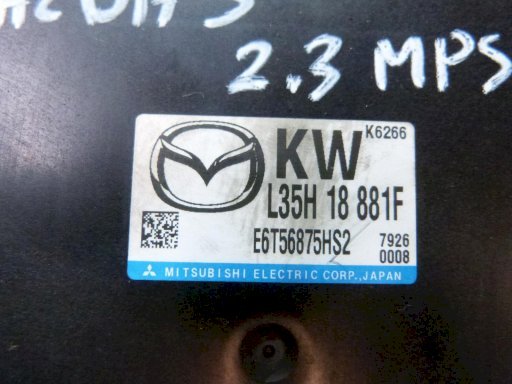 2.3 MPS
K6266
KW
L35H 18 881F
E6T56875HS2
7926
0008
MITSUBISHI ELECTRIC CORP., JAPAN